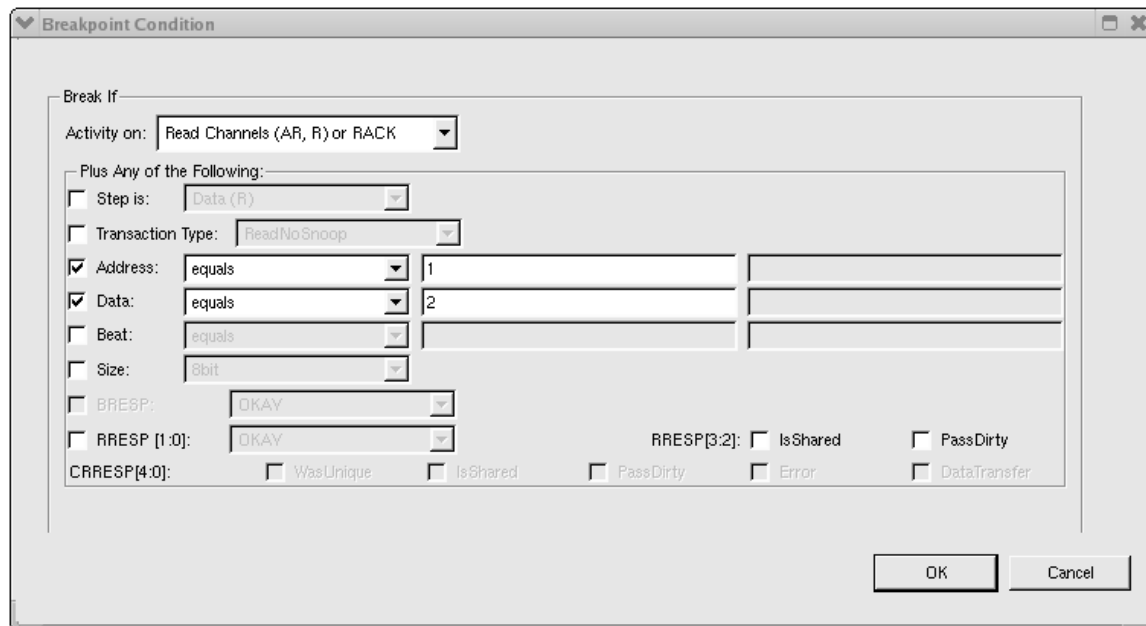 Breakpoint Condition
Break If
Activity on: Read Channels (AR, R) or RACK
Plus Any of the Following:
Step is: Data (R)
Transaction Type: ReadNoSnoop
Address: equals 1
Data: equals 2
Beat: equals
Size: 8bit
BRESP: OKAY
RRESP [1:0]: OKAY RRESP[3:2]: IsShared PassDirty
CRRESP[4:0]: WasUnique IsShared PassDirty Error DataTransfer
OK Cancel